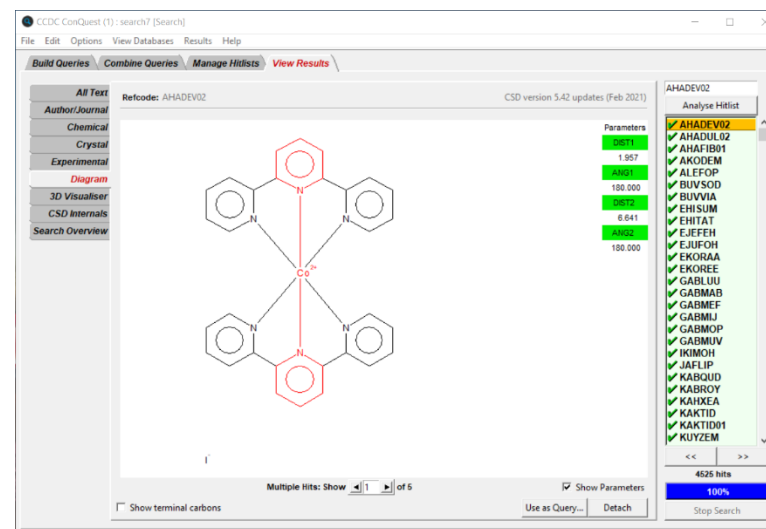 CCDC ConQuest (1): search7 [Search]
File Edit Options View Databases Results Help
Build Queries Combine Queries Manage Hitlists View Results
All Text
Author/Journal
Chemical
Crystal
Experimental
Diagram
3D Visualiser
CSD Internals
Search Overview
Refcode: AHADEV02 CSD version 5.42 updates (Feb 2021)
Parameters
DIST1
1.957
ANG1
180.000
DIST2
6.641
ANG2
180.000
N
N N
Co2+
N N
N
I-
Multiple Hits: Show 1 of 5
Show Parameters
Show terminal carbons
Use as Query... Detach
AHADEV02
Analyse Hitlist
AHADEV02
AHADUL02
AHAFIB01
AKODEM
ALEFOP
BUVSOD
BUVVIA
EHISUM
EHITAT
EJEFEH
EJUFOH
EKORAA
EKOREE
GABLUU
GABMAB
GABMEF
GABMIJ
GABMOP
GABMUV
IKIMOH
JAFLIP
KABQUD
KABROY
KAHXEA
KAKTID
KAKTID01
KUYZEM
<< >>
4525 hits
100%
Stop Search